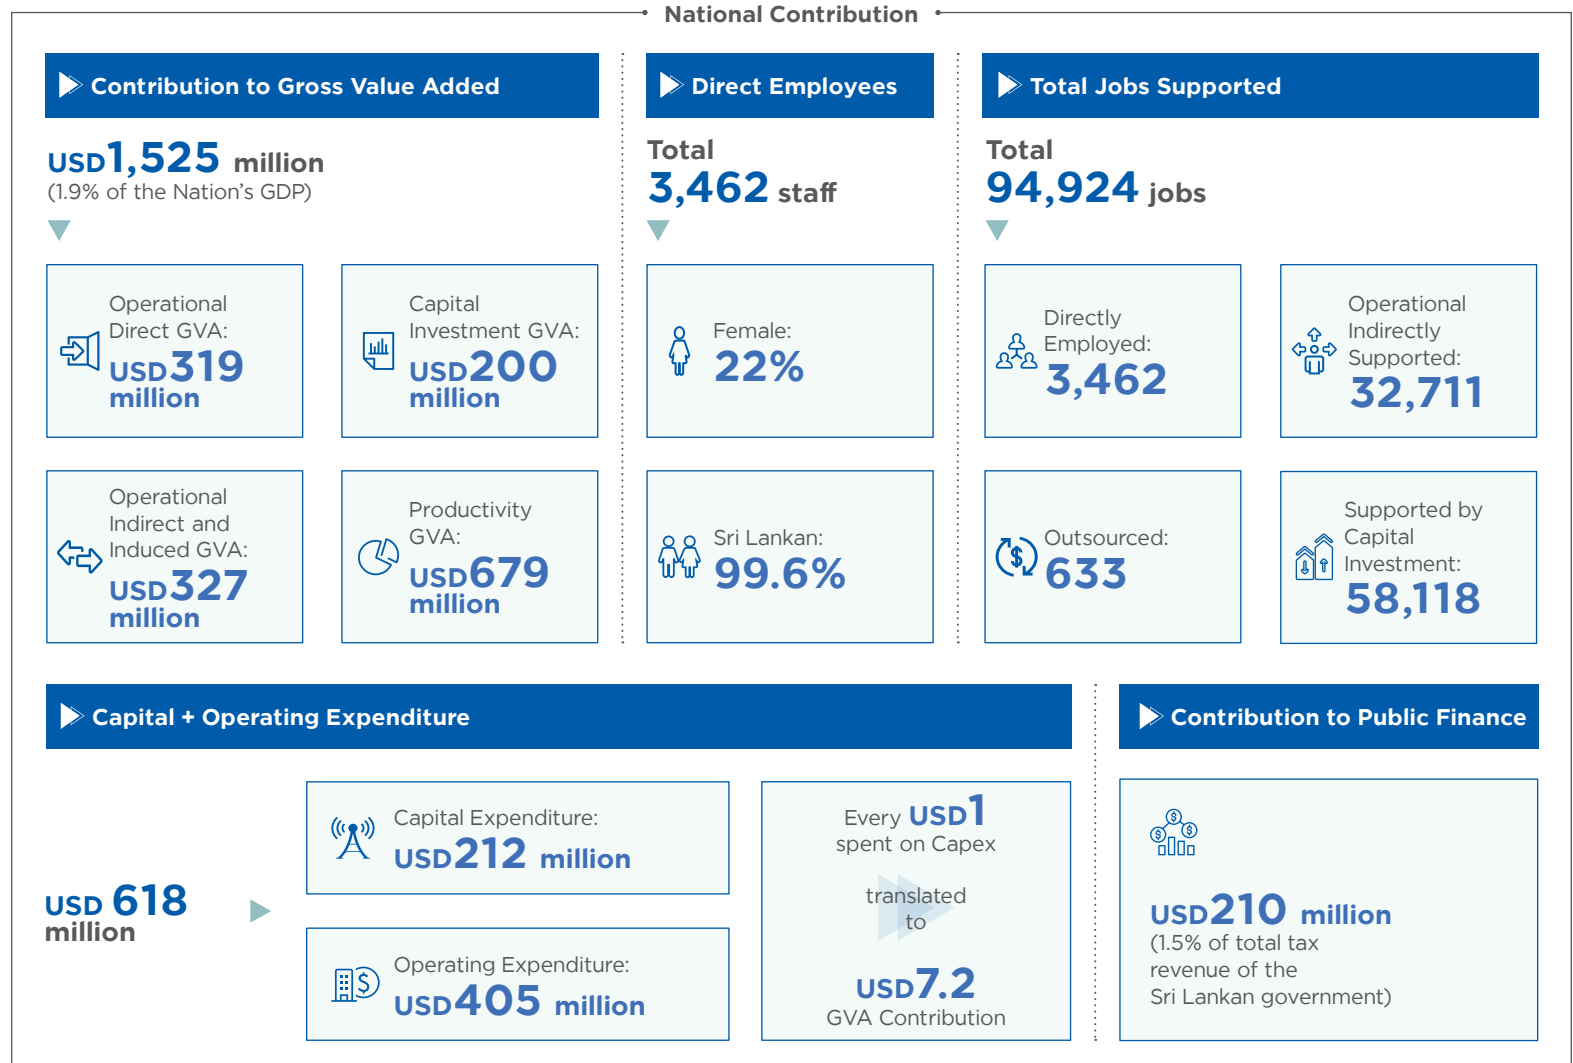 National Contribution
Contribution to Gross Value Added
USD1,525 million
(1.9% of the Nation's GDP)
Operational
Direct GVA:
USD319
million
Capital
Investment GVA:
USD200
million
Operational
Indirect and
Induced GVA:
USD327
million
Productivity
GVA:
USD679
million
Direct Employees
Total
3,462 staff
Female:
22%
Sri Lankan:
99.6%
Total Jobs Supported
Total
94,924 jobs
Directly
Employed:
3,462
Operational
Indirectly
Supported:
32,711
Outsourced:
633
Supported by
Capital
Investment:
58,118
Capital + Operating Expenditure
USD 618
million
Capital Expenditure:
USD212 million
Operating Expenditure:
USD405 million
Every USD1
spent on Capex
translated
to
USD7.2
GVA Contribution
Contribution to Public Finance
USD210 million
(1.5% of total tax
revenue of the
Sri Lankan government)